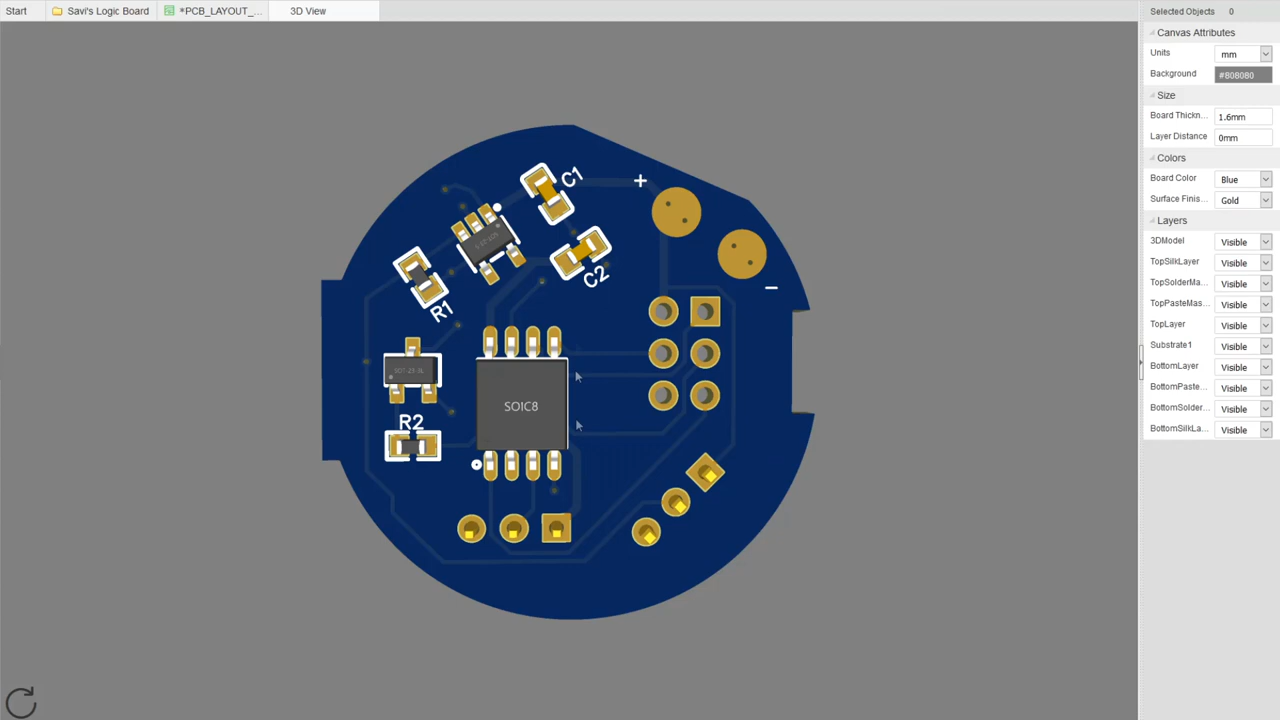 Start
Savi's Logic Board
*PCB_LAYOUT_...
3D View
Selected Objects 0
Canvas Attributes
Units mm
Background #808080
Size
Board Thickn... 1.6mm
Layer Distance 0mm
Colors
Board Color Blue
Surface Finis... Gold
Layers
3DModel Visible
TopSilkLayer Visible
TopSolderMa... Visible
TopPasteMas... Visible
TopLayer Visible
Substrate1 Visible
BottomLayer Visible
BottomPaste... Visible
BottomSolder... Visible
BottomSilkLa... Visible
C1
+
C2
−
R1
SOT-23-3L
SOIC8
R2